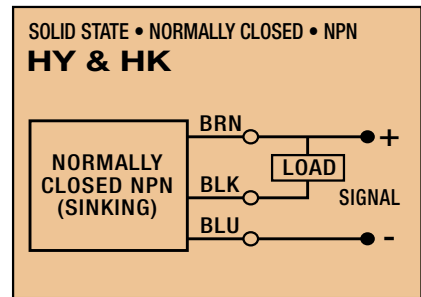 SOLID STATE • NORMALLY CLOSED • NPN
HY & HK
BRN
+
NORMALLY
CLOSED NPN
(SINKING)
LOAD
BLK
SIGNAL
BLU
-